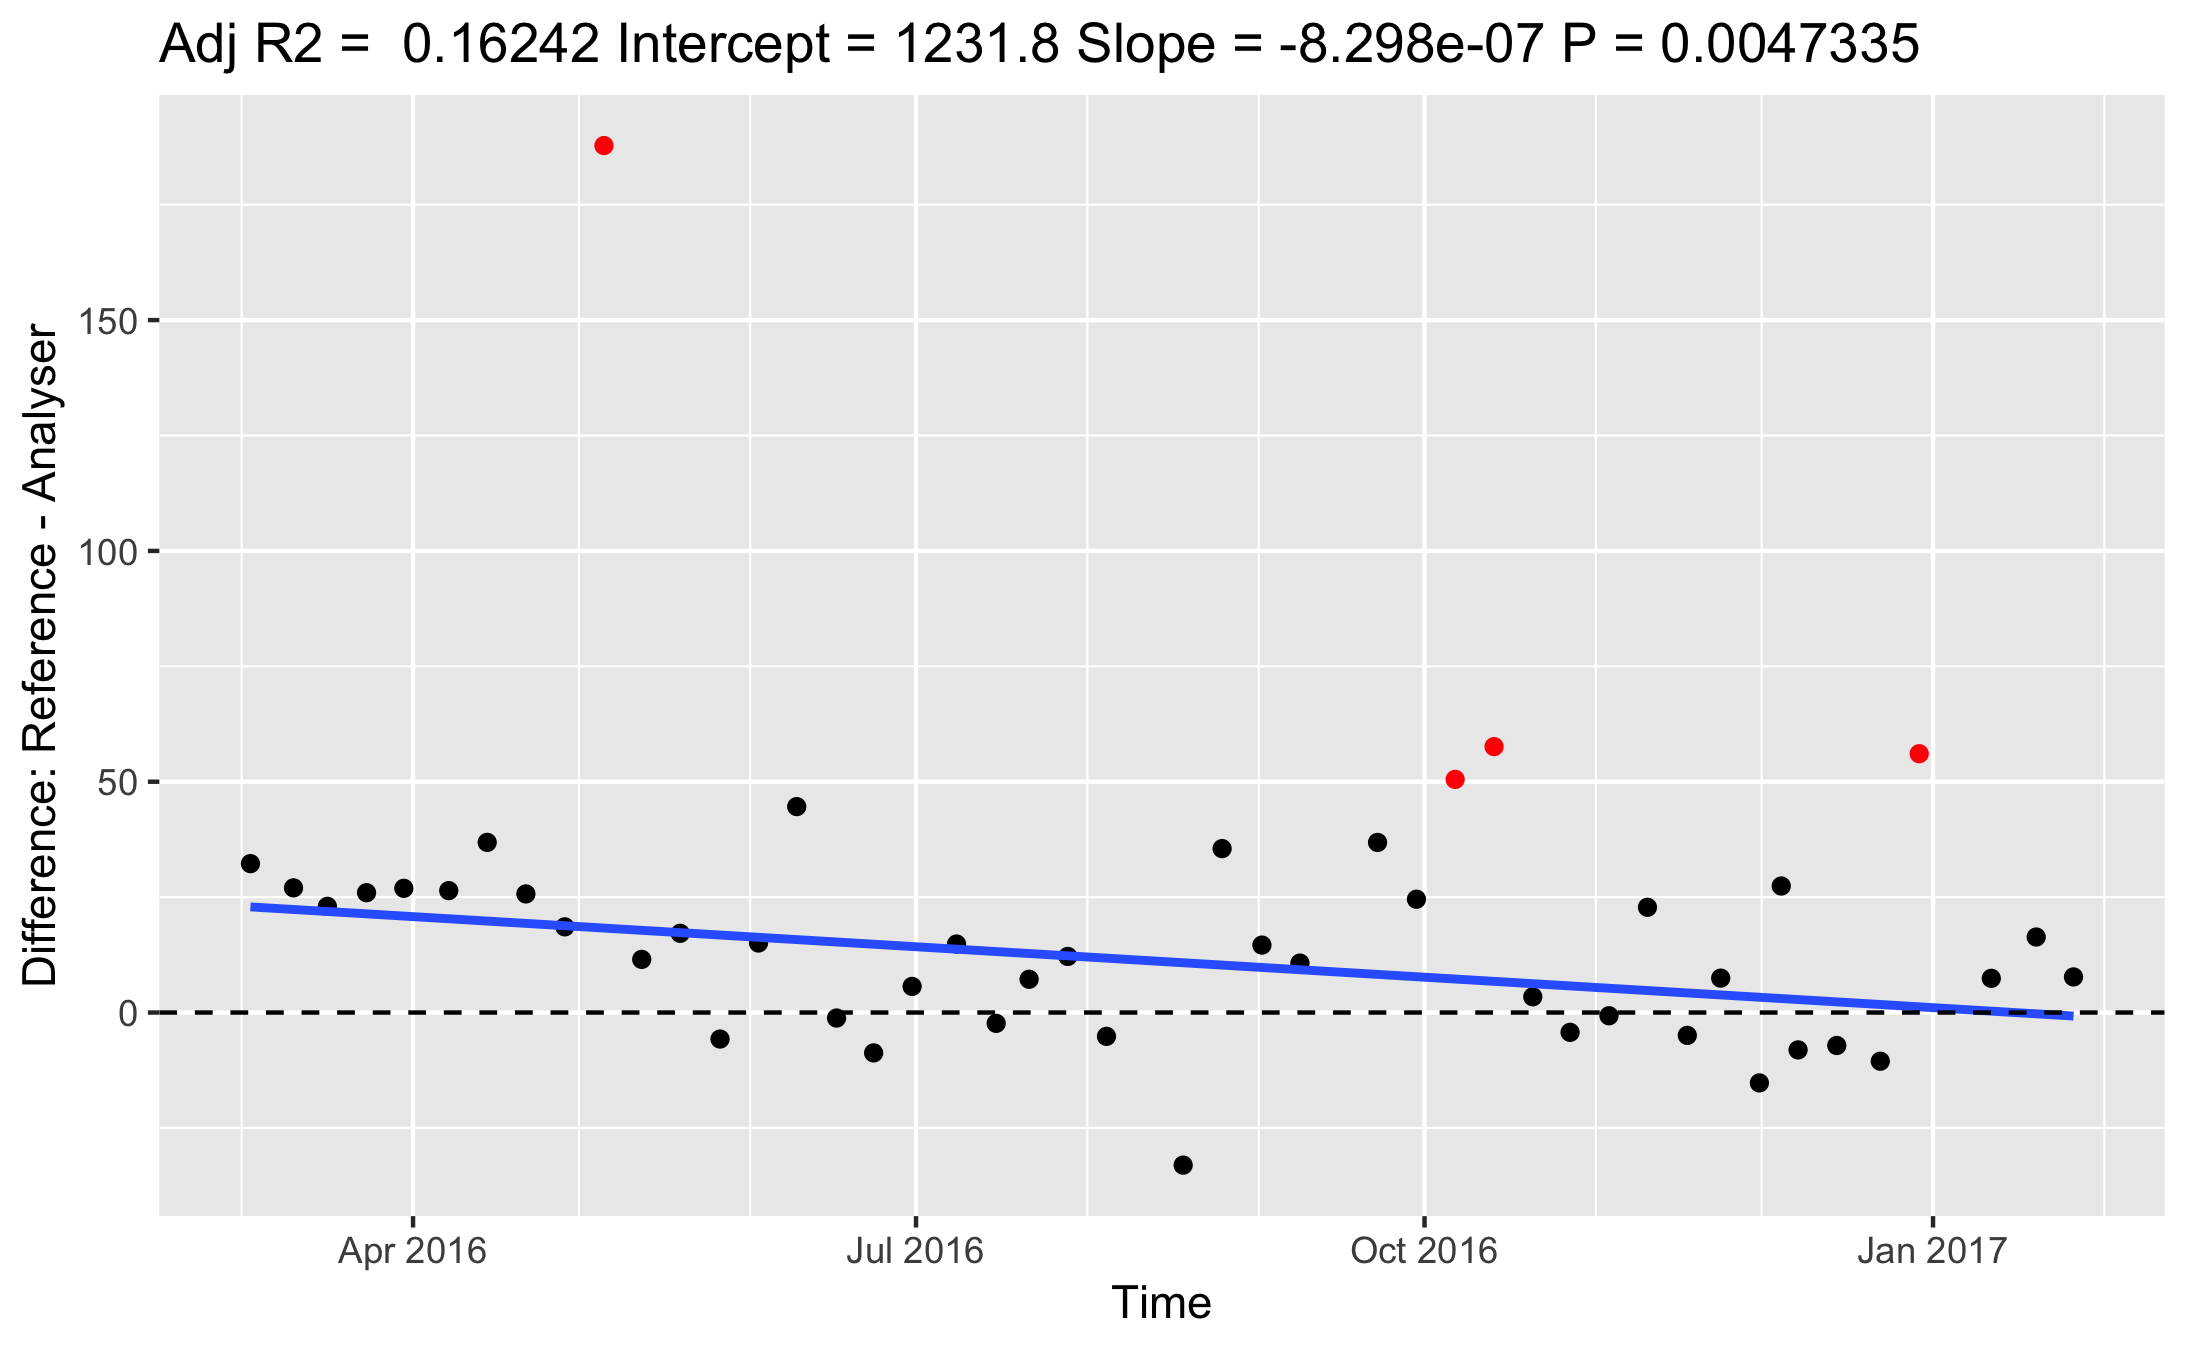 Adj R2 =  0.16242 Intercept = 1231.8 Slope = -8.298e-07 P = 0.0047335
Difference: Reference - Analyser
150
100
50
0
Apr 2016
Jul 2016
Oct 2016
Jan 2017
Time